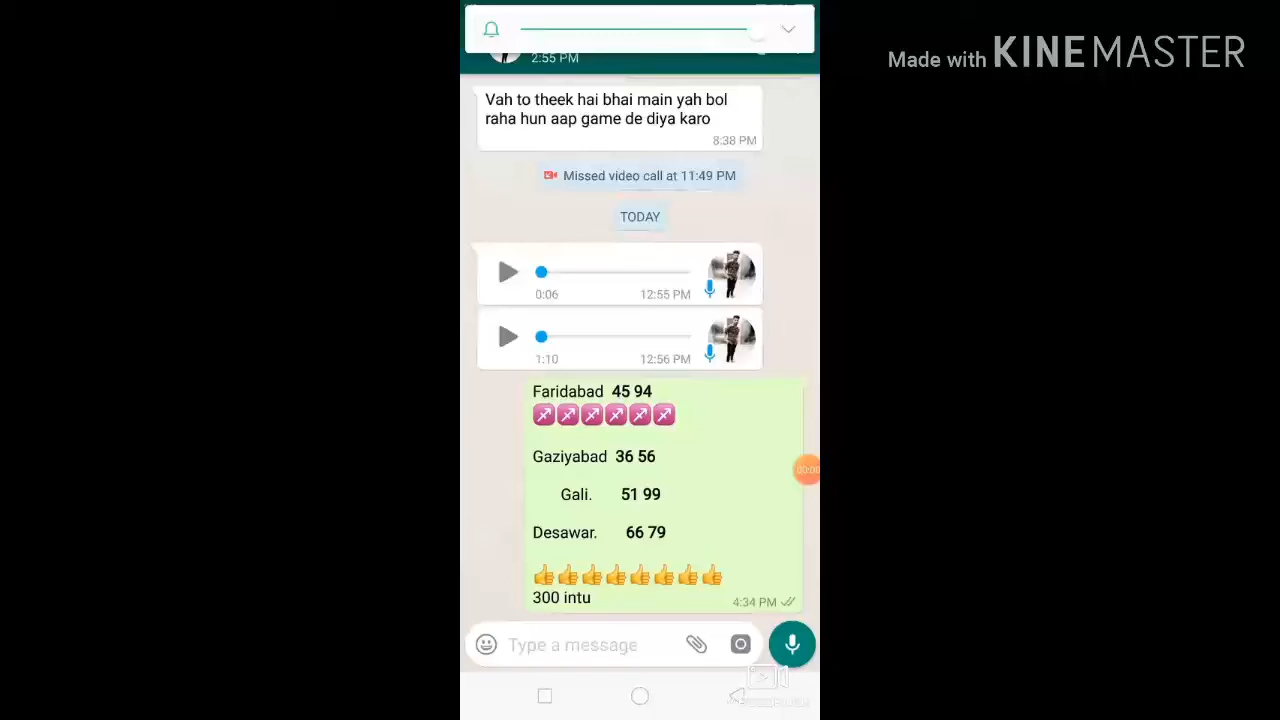 Made with KINEMASTER
2:55 PM
Vah to theek hai bhai main yah bol
raha hun aap game de diya karo
8:38 PM
Missed video call at 11:49 PM
TODAY
0:06 12:55 PM
1:10 12:56 PM
Faridabad 45 94
♐♐♐♐♐♐
Gaziyabad 36 56
00:00
Gali. 51 99
Desawar. 66 79
👍👍👍👍👍👍👍👍
300 intu
4:34 PM
Type a message